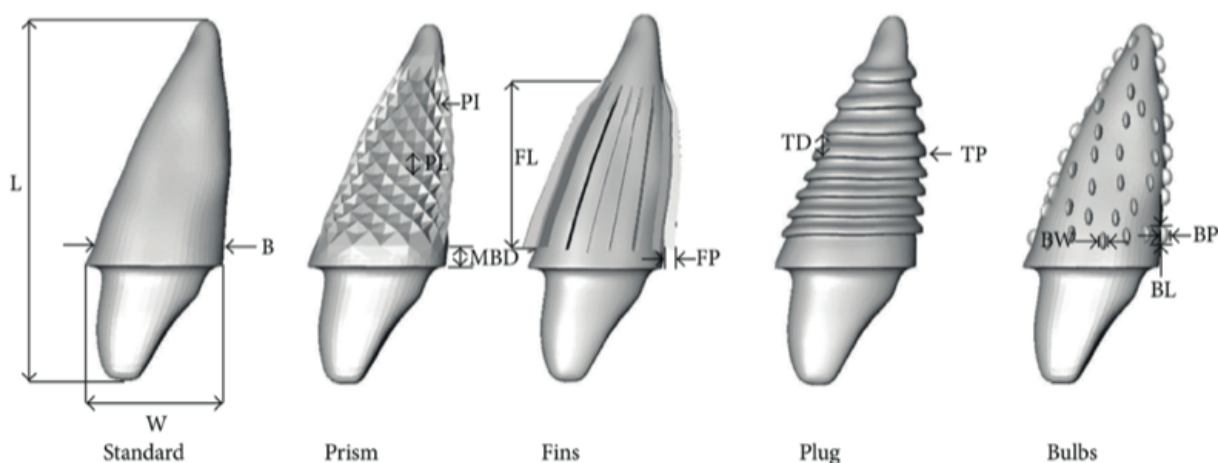 L
B
W
Standard
PI
PL
MBD
Prism
FL
FP
Fins
TD
TP
Plug
BW
BP
BL
Bulbs